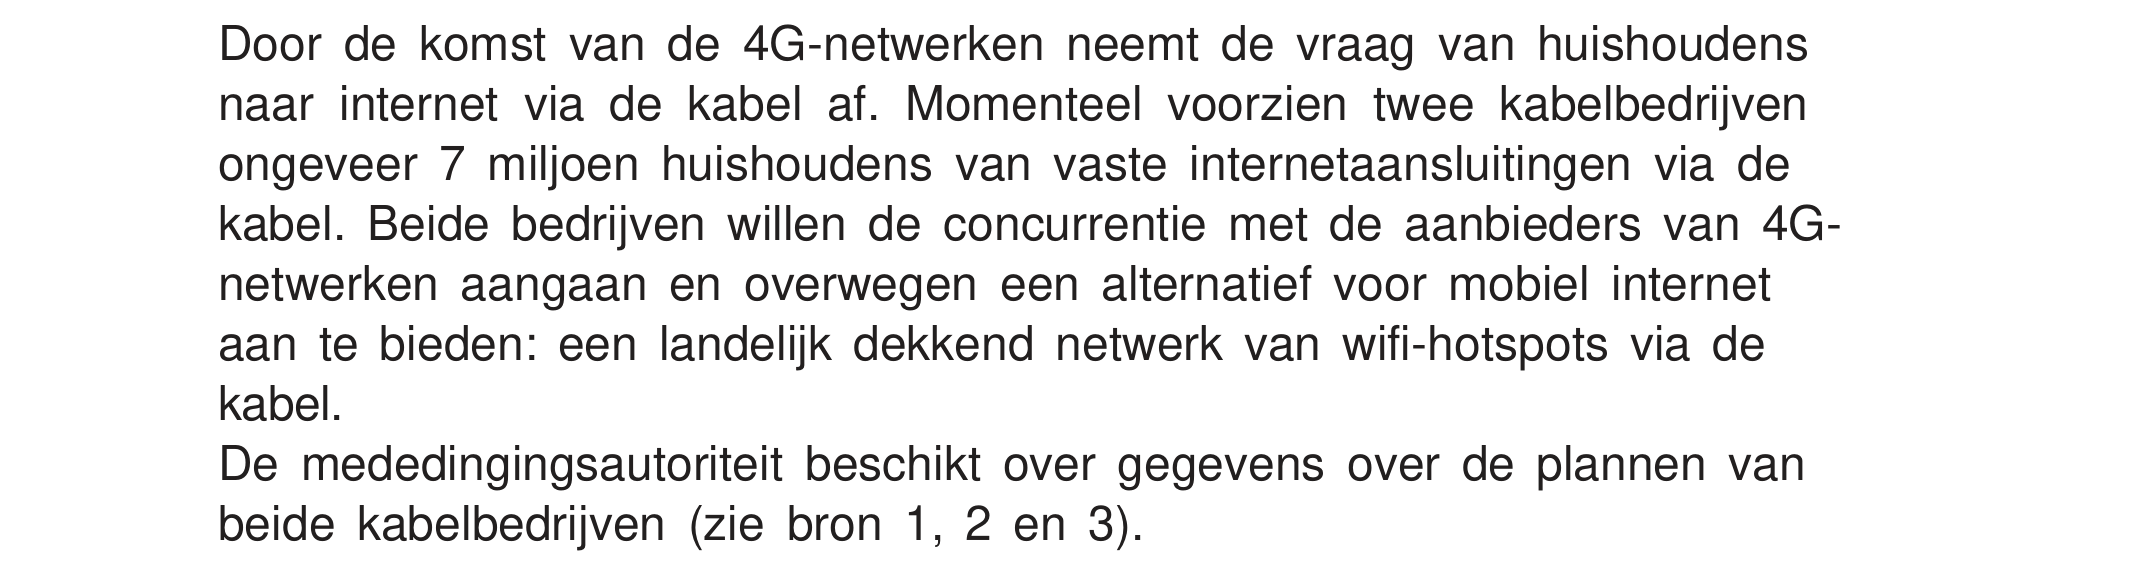 Door de komst van de 4G-netwerken neemt de vraag van huishoudens
naar internet via de kabel af. Momenteel voorzien twee kabelbedrijven
ongeveer 7 miljoen huishoudens van vaste internetaansluitingen via de
kabel. Beide bedrijven willen de concurrentie met de aanbieders van 4G-
netwerken aangaan en overwegen een alternatief voor mobiel internet
aan te bieden: een landelijk dekkend netwerk van wifi-hotspots via de
kabel.
De mededingingsautoriteit beschikt over gegevens over de plannen van
beide kabelbedrijven (zie bron 1, 2 en 3).